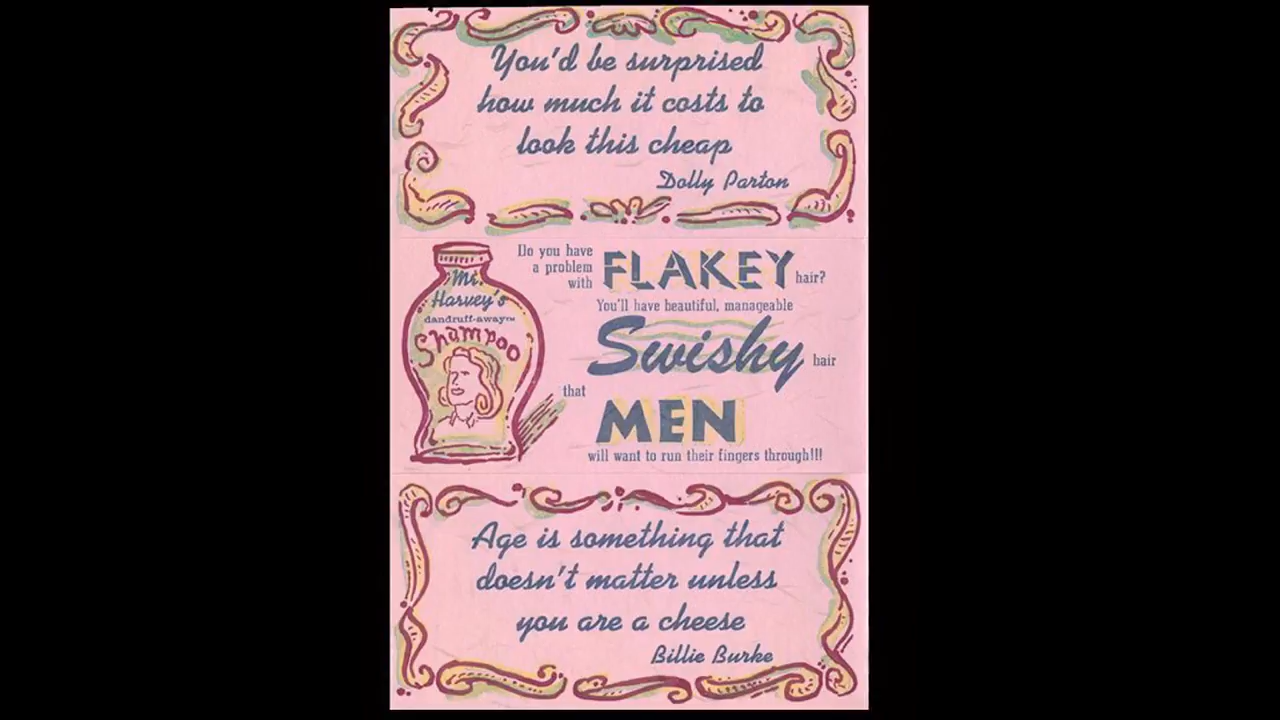 You'd be surprised
how much it costs to
look this cheap
Dolly Parton
Mr.
Harvey's
dandruff-away™
Shampoo
Do you have
a problem
with FLAKEY hair?
You'll have beautiful, manageable
Swishy hair
that
MEN
will want to run their fingers through!!!
Age is something that
doesn't matter unless
you are a cheese
Billie Burke